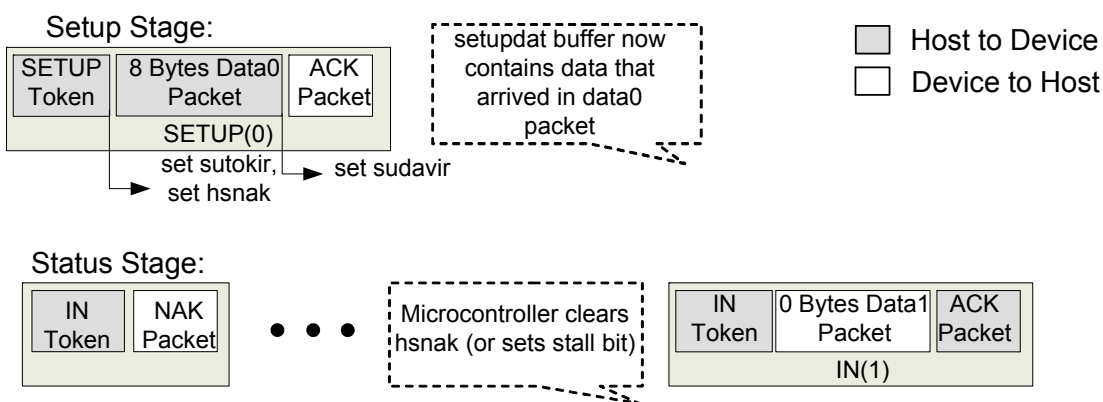 Setup Stage:
SETUP
Token
8 Bytes Data0
Packet
ACK
Packet
SETUP(0)
set sutokir,
set hsnak
set sudavir
setupdat buffer now
contains data that
arrived in data0
packet
Host to Device
Device to Host
Status Stage:
IN
Token
NAK
Packet
Microcontroller clears
hsnak (or sets stall bit)
IN
Token
0 Bytes Data1
Packet
ACK
Packet
IN(1)